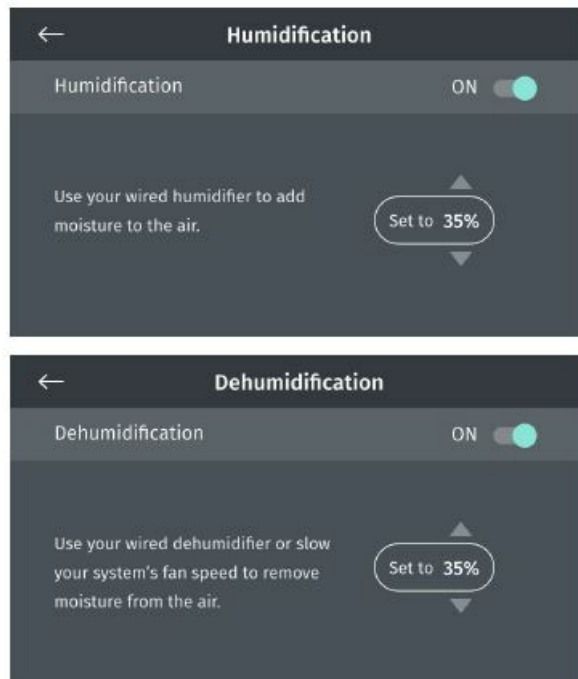 Humidification
Humidification ON
Use your wired humidifier to add
moisture to the air.
Set to 35%
Dehumidification
Dehumidification ON
Use your wired dehumidifier or slow
your system's fan speed to remove
moisture from the air.
Set to 35%